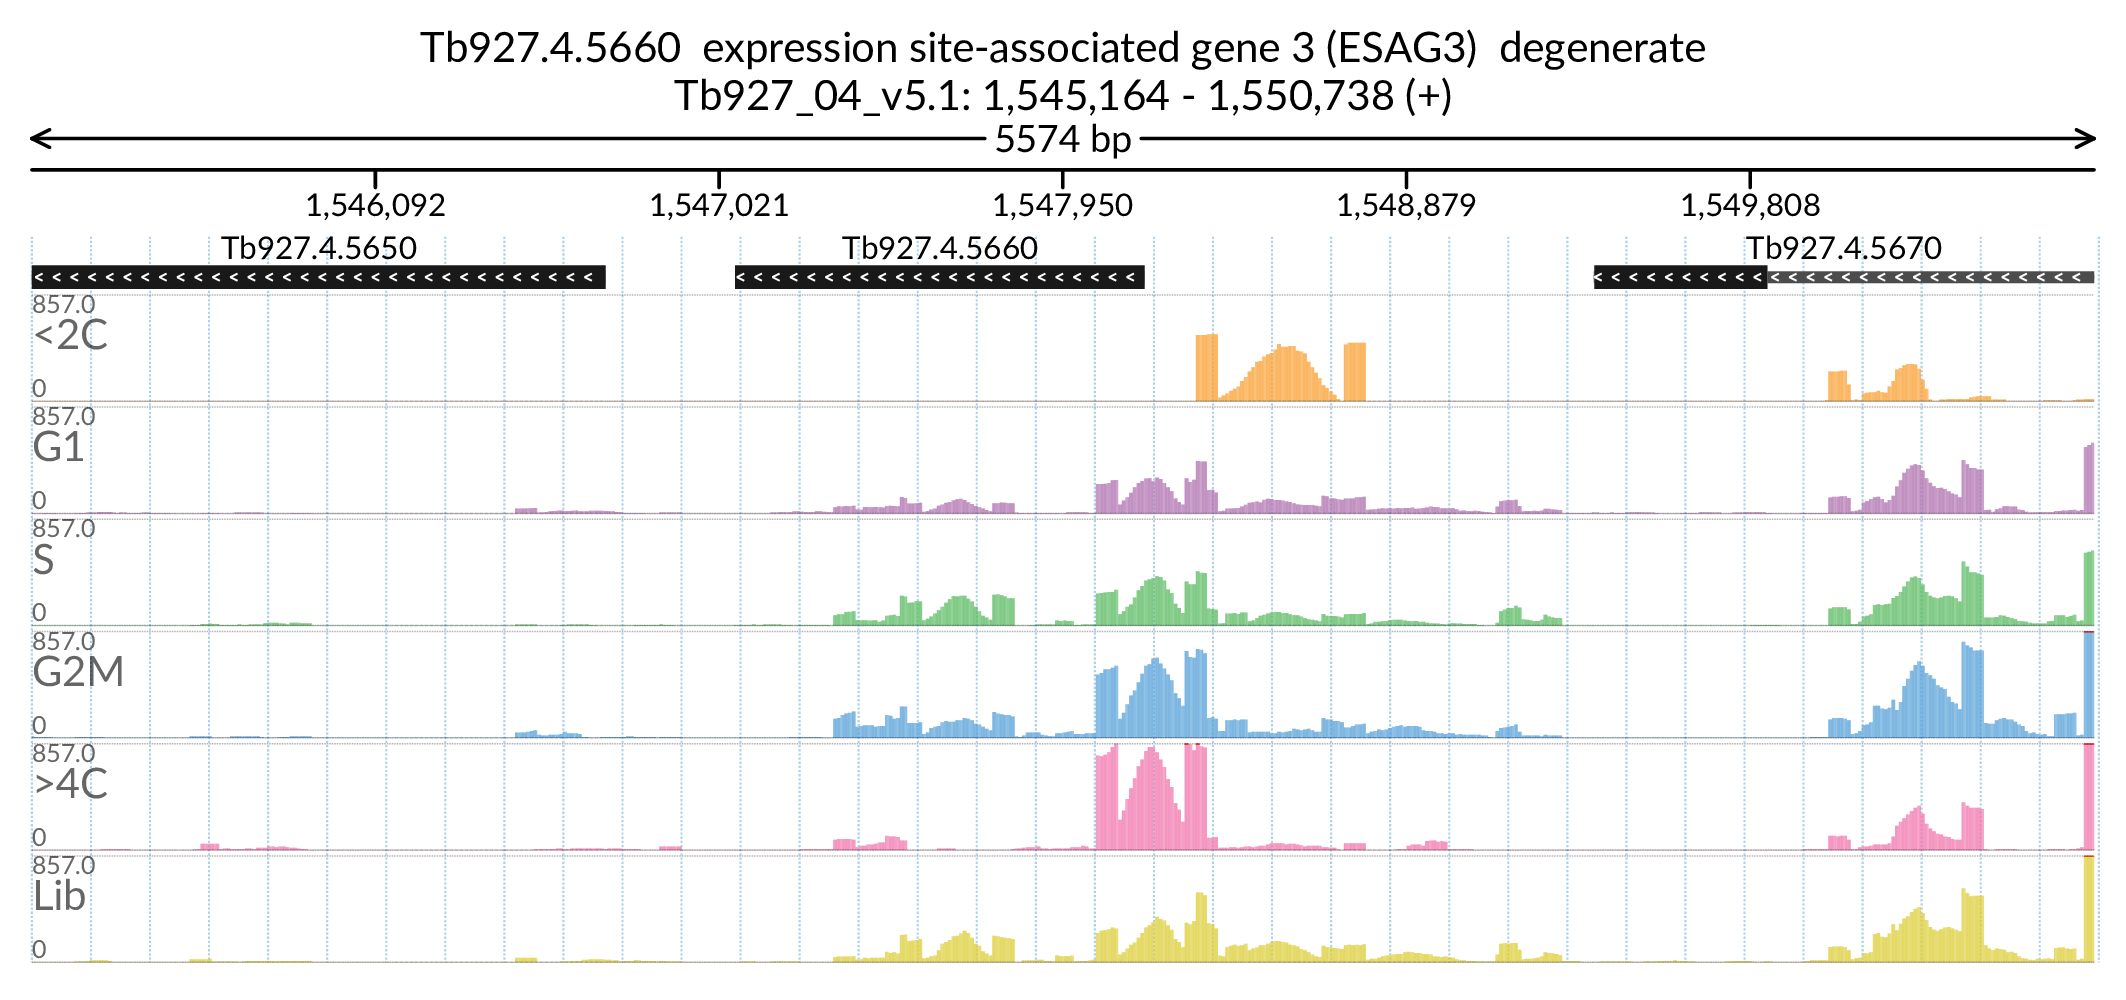 Tb927.4.5660  expression site-associated gene 3 (ESAG3)  degenerate
Tb927_04_v5.1: 1,545,164 - 1,550,738 (+)
5574 bp
1,546,092 1,547,021 1,547,950 1,548,879 1,549,808
Tb927.4.5650 Tb927.4.5660 Tb927.4.5670
857.0
<2C
0
857.0
G1
0
857.0
S
0
857.0
G2M
0
857.0
>4C
0
857.0
Lib
0